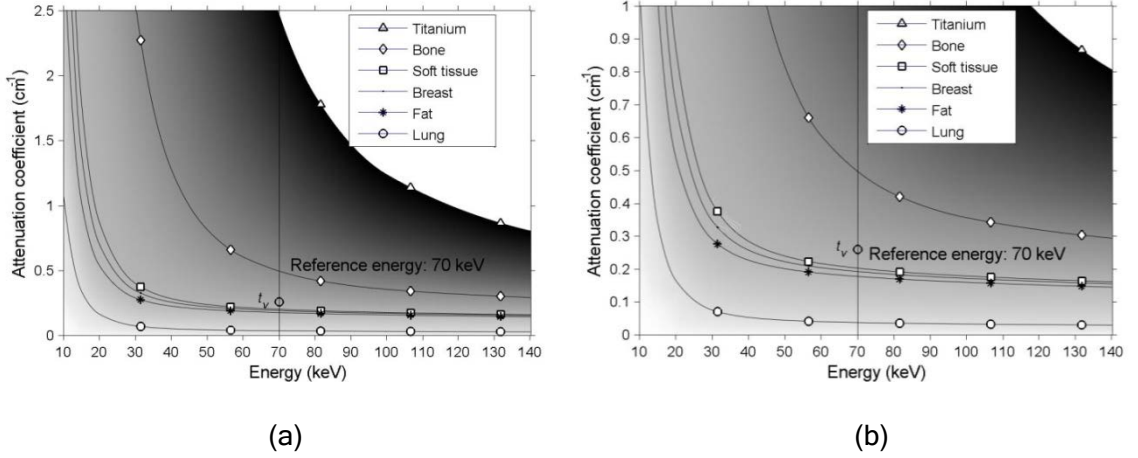 2.5
2
1.5
1
0.5
0
Attenuation coefficient (cm-1)
Titanium
Bone
Soft tissue
Breast
Fat
Lung
Reference energy: 70 keV
tv
10 20 30 40 50 60 70 80 90 100 110 120 130 140
Energy (keV)
(a)
1
0.9
0.8
0.7
0.6
0.5
0.4
0.3
0.2
0.1
0
Attenuation coefficient (cm-1)
Titanium
Bone
Soft tissue
Breast
Fat
Lung
tv Reference energy: 70 keV
10 20 30 40 50 60 70 80 90 100 110 120 130 140
Energy (keV)
(b)